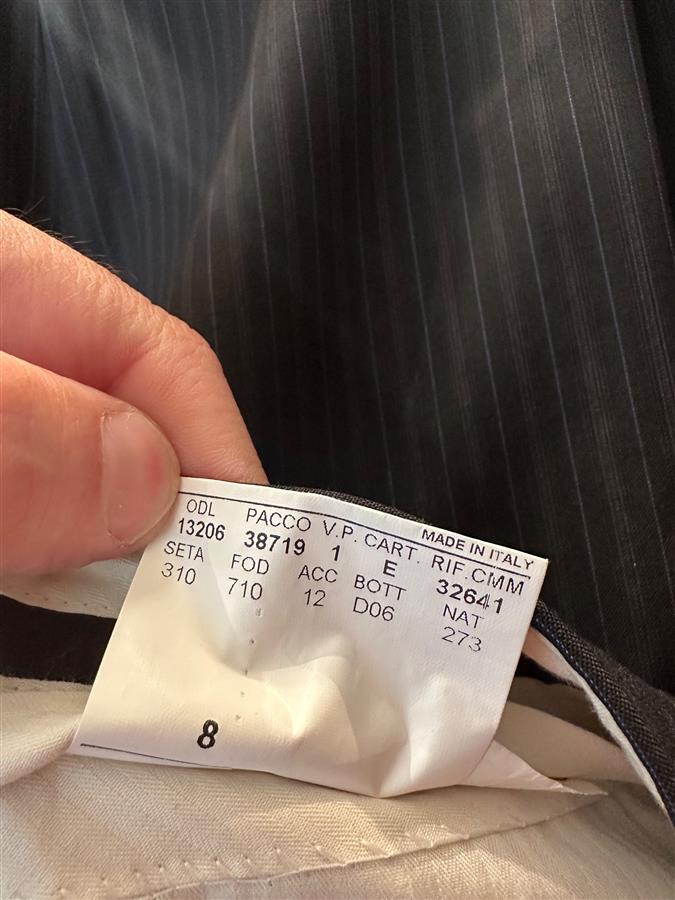 MADE IN ITALY
ODL PACCO V.P. CART. RIF.CMM
13206 38719 1 E 32641
SETA FOD ACC BOTT NAT
310 710 12 D06 273
8